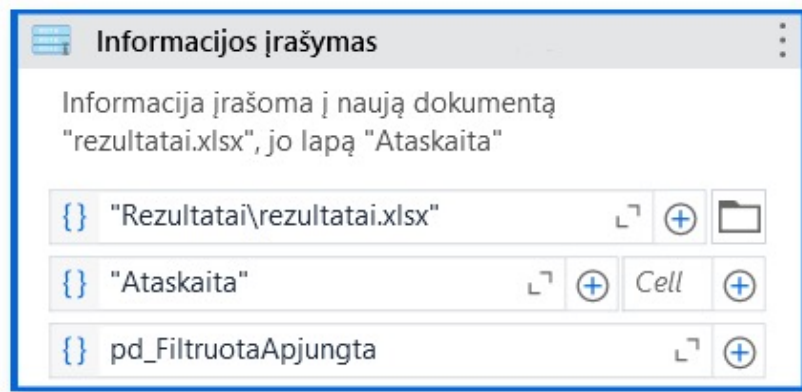 Informacijos įrašymas
Informacija įrašoma į naują dokumentą
"rezultatai.xlsx", jo lapą "Ataskaita"
{} "Rezultatai\rezultatai.xlsx"
{} "Ataskaita" Cell
{} pd_FiltruotaApjungta